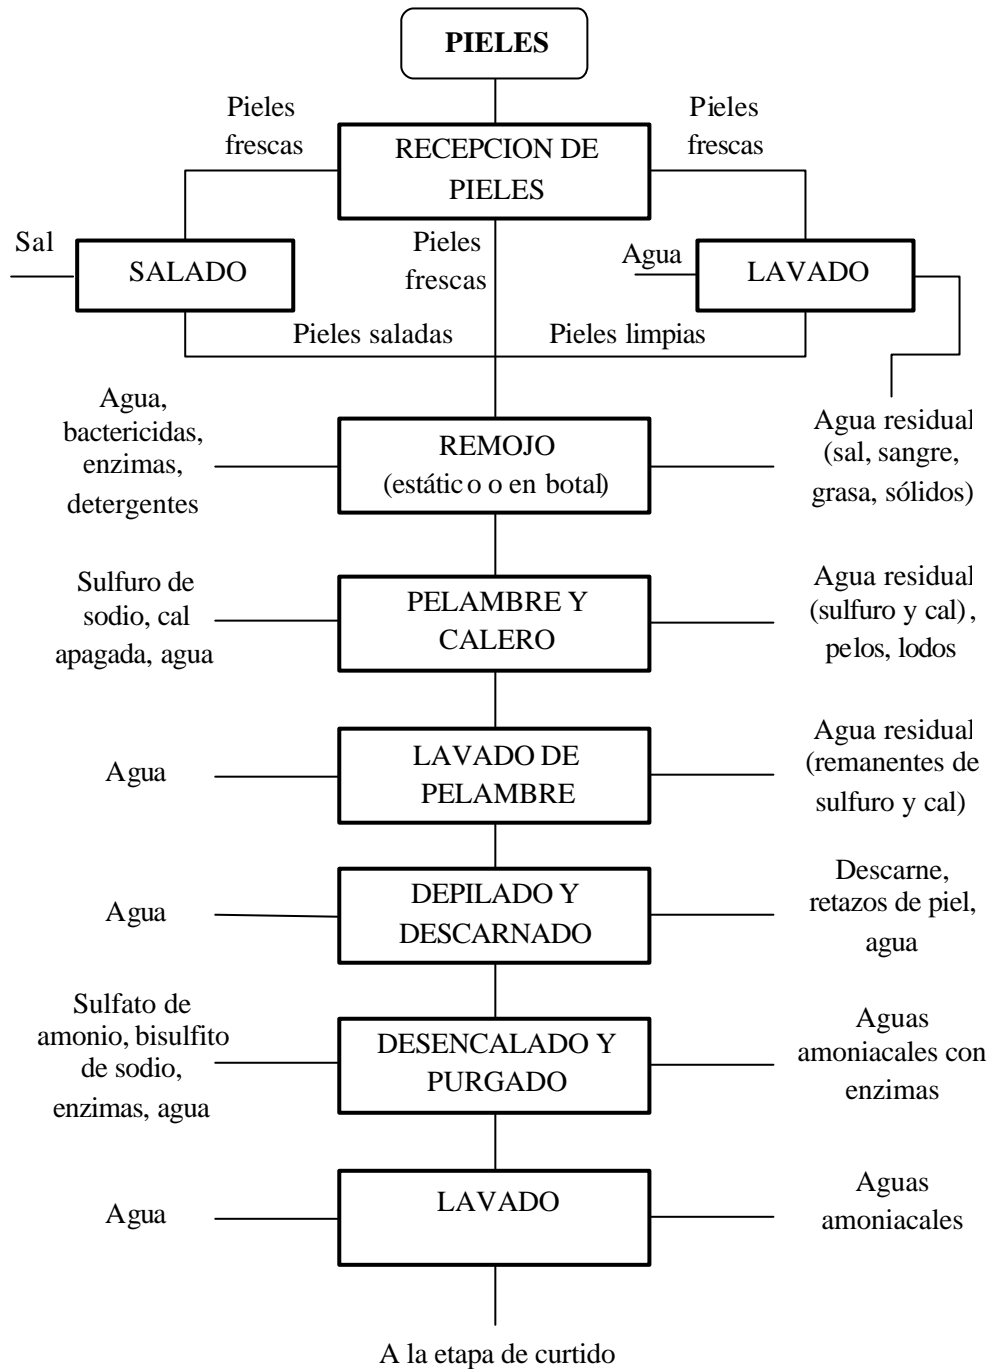 PIELES
Pieles
frescas
RECEPCION DE
PIELES
Pieles
frescas
Sal
SALADO
Pieles
frescas
Agua
LAVADO
Pieles saladas
Pieles limpias
Agua,
bactericidas,
enzimas,
detergentes
REMOJO
(estático o en botal)
Agua residual
(sal, sangre,
grasa, sólidos)
Sulfuro de
sodio, cal
apagada, agua
PELAMBRE Y
CALERO
Agua residual
(sulfuro y cal) ,
pelos, lodos
Agua
LAVADO DE
PELAMBRE
Agua residual
(remanentes de
sulfuro y cal)
Agua
DEPILADO Y
DESCARNADO
Descarne,
retazos de piel,
agua
Sulfato de
amonio, bisulfito
de sodio,
enzimas, agua
DESENCALADO Y
PURGADO
Aguas
amoniacales con
enzimas
Agua
LAVADO
Aguas
amoniacales
A la etapa de curtido